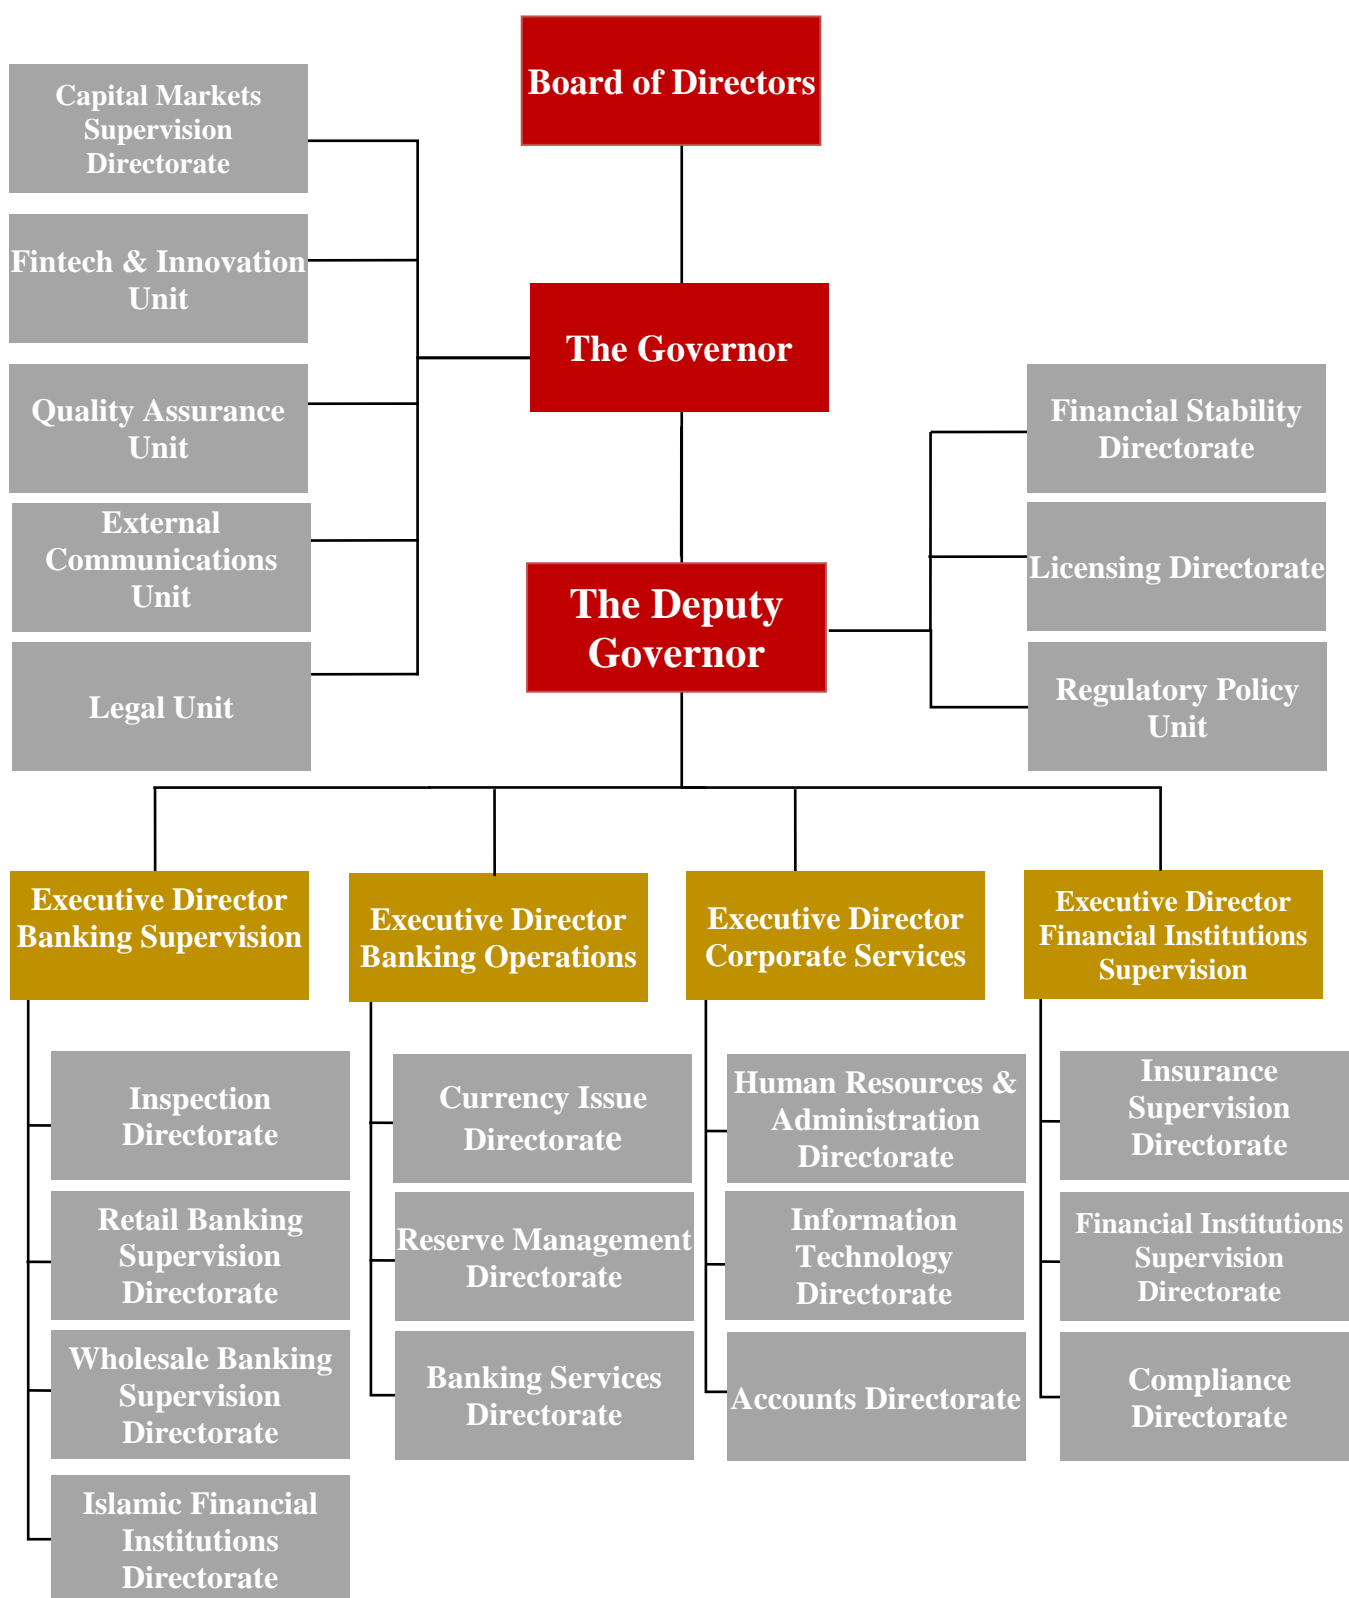 Board of Directors
Capital Markets
Supervision
Directorate
Fintech & Innovation
Unit
The Governor
Quality Assurance
Unit
Financial Stability
Directorate
External
Communications
Unit
Licensing Directorate
The Deputy
Governor
Legal Unit
Regulatory Policy
Unit
Executive Director
Banking Supervision
Executive Director
Banking Operations
Executive Director
Corporate Services
Executive Director
Financial Institutions
Supervision
Inspection
Directorate
Retail Banking
Supervision
Directorate
Wholesale Banking
Supervision
Directorate
Islamic Financial
Institutions
Directorate
Currency Issue
Directorate
Reserve Management
Directorate
Banking Services
Directorate
Human Resources &
Administration
Directorate
Information
Technology
Directorate
Accounts Directorate
Insurance
Supervision
Directorate
Financial Institutions
Supervision
Directorate
Compliance
Directorate